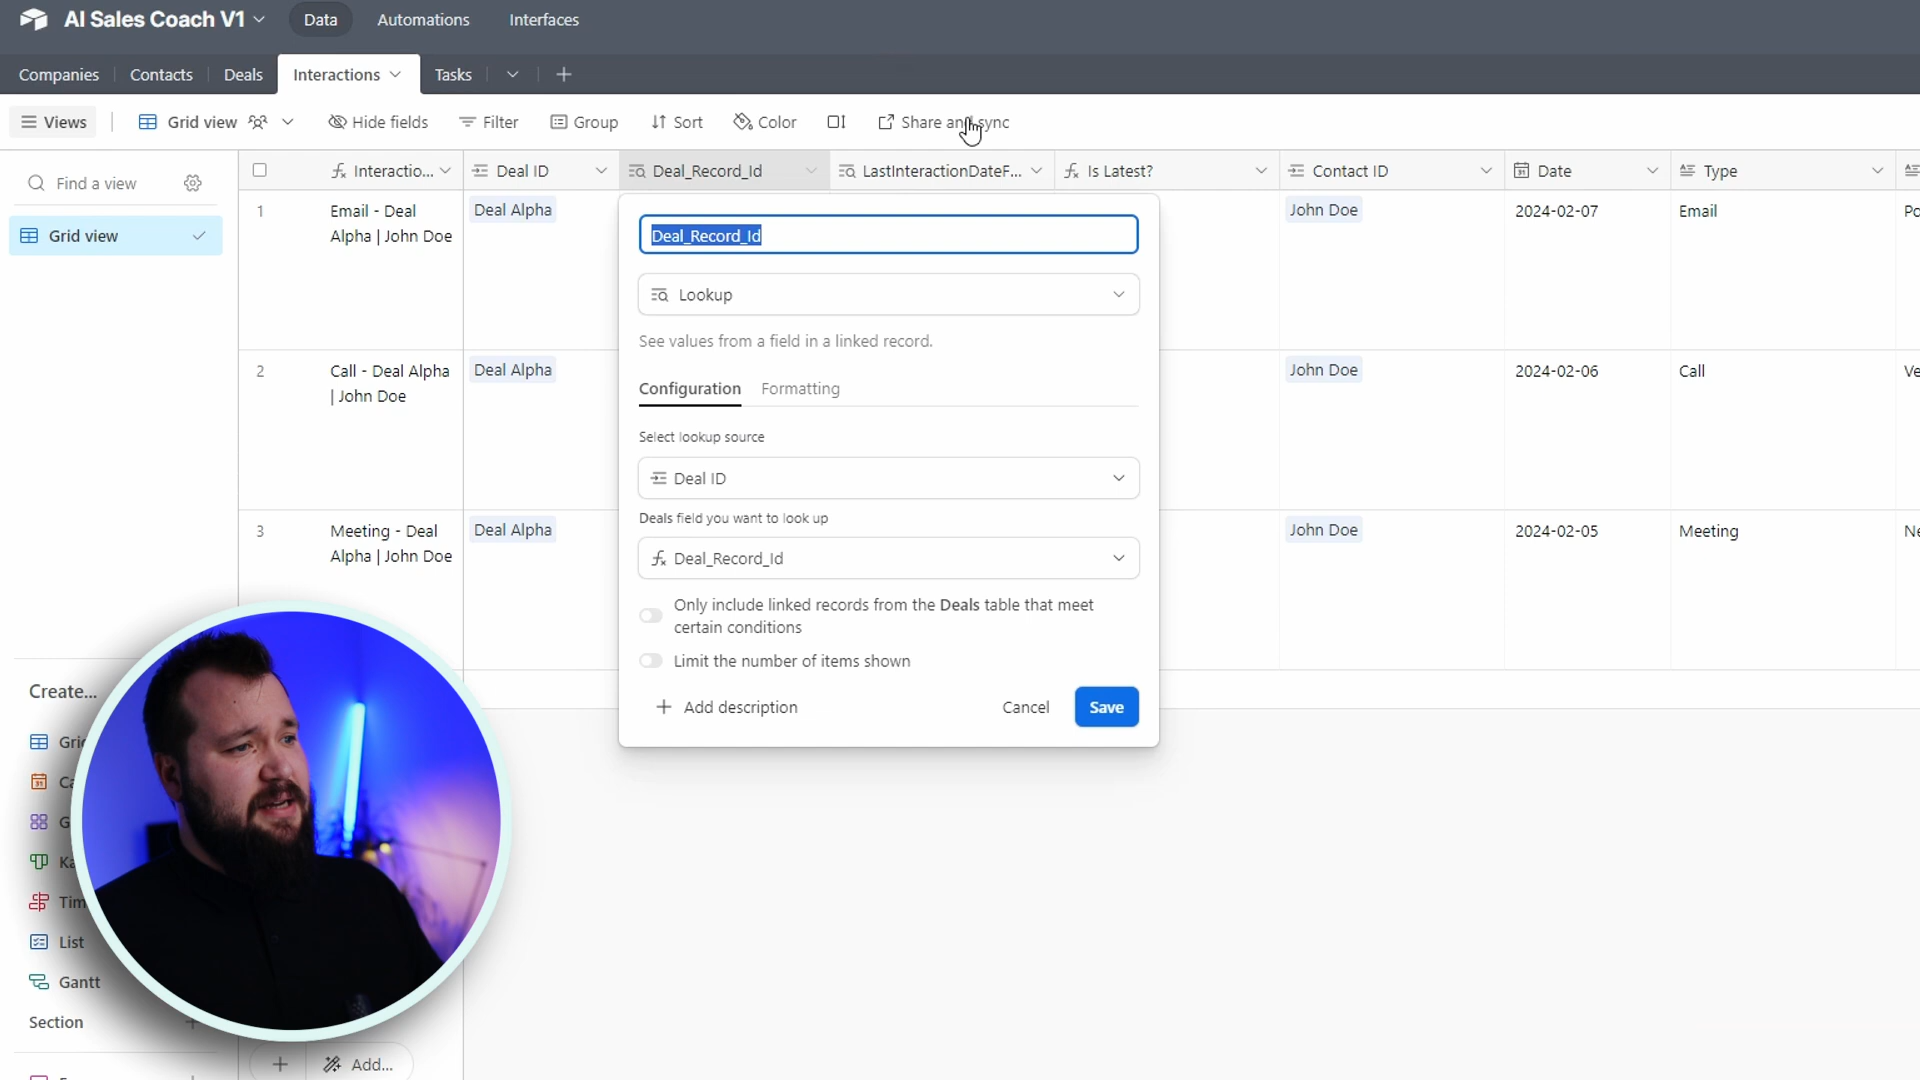 AI Sales Coach V1
Data
Automations
Interfaces
Companies
Contacts
Deals
Interactions
Tasks
Views
Grid view
Hide fields
Filter
Group
Sort
Color
Share and sync
Find a view
Grid view
Interactio...
Deal ID
Deal_Record_Id
LastInteractionDateF...
Is Latest?
Contact ID
Date
Type
1
Email - Deal
Alpha | John Doe
Deal Alpha
John Doe
2024-02-07
Email
2
Call - Deal Alpha
| John Doe
Deal Alpha
John Doe
2024-02-06
Call
3
Meeting - Deal
Alpha | John Doe
Deal Alpha
John Doe
2024-02-05
Meeting
Deal_Record_Id
Lookup
See values from a field in a linked record.
Configuration
Formatting
Select lookup source
Deal ID
Deals field you want to look up
Deal_Record_Id
Only include linked records from the Deals table that meet
certain conditions
Limit the number of items shown
Add description
Cancel
Save
Create...
List
Gantt
Section
Add...